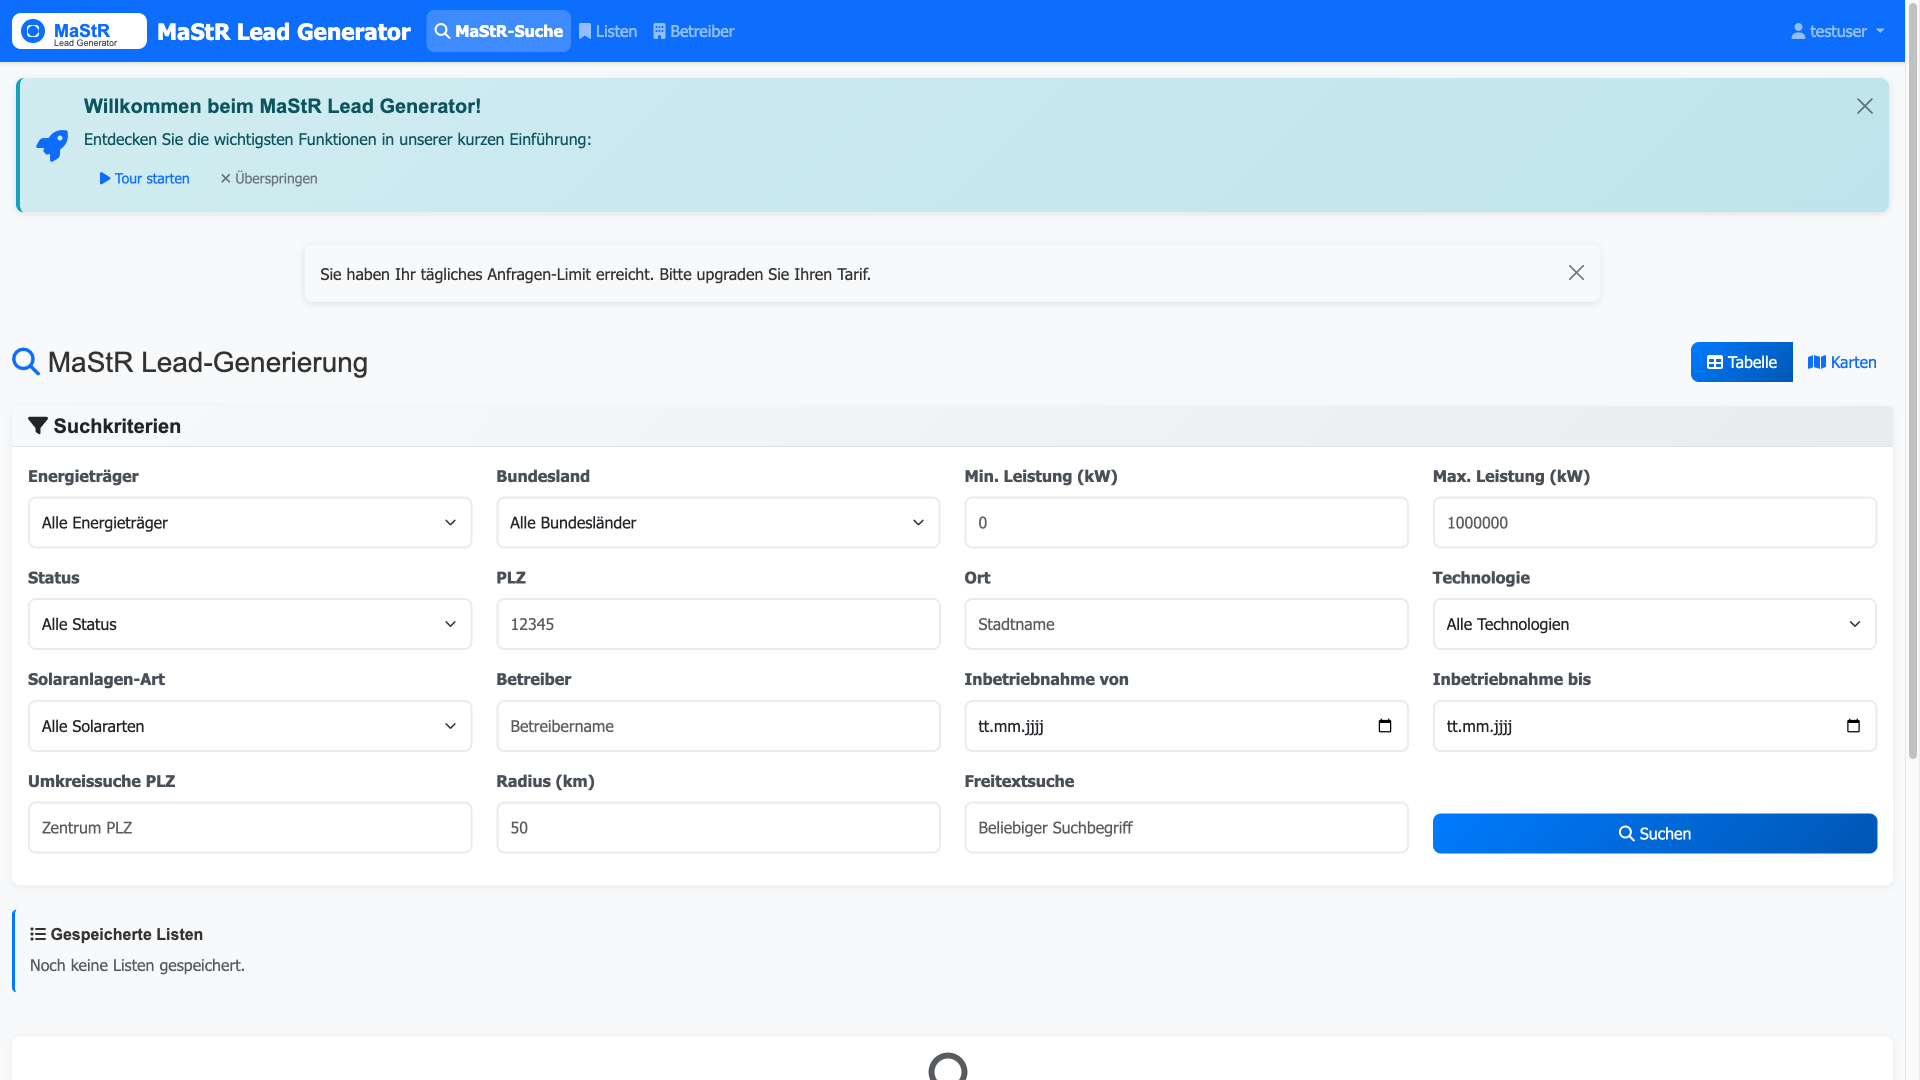 MaStR
Lead Generator
MaStR Lead Generator
MaStR-Suche
Listen
Betreiber
testuser
Willkommen beim MaStR Lead Generator!
Entdecken Sie die wichtigsten Funktionen in unserer kurzen Einführung:
Tour starten
Überspringen
Sie haben Ihr tägliches Anfragen-Limit erreicht. Bitte upgraden Sie Ihren Tarif.
MaStR Lead-Generierung
Tabelle
Karten
Suchkriterien
Energieträger
Bundesland
Min. Leistung (kW)
Max. Leistung (kW)
Alle Energieträger
Alle Bundesländer
0
1000000
Status
PLZ
Ort
Technologie
Alle Status
12345
Stadtname
Alle Technologien
Solaranlagen-Art
Betreiber
Inbetriebnahme von
Inbetriebnahme bis
Alle Solararten
Betreibername
tt.mm.jjjj
tt.mm.jjjj
Umkreissuche PLZ
Radius (km)
Freitextsuche
Zentrum PLZ
50
Beliebiger Suchbegriff
Suchen
Gespeicherte Listen
Noch keine Listen gespeichert.